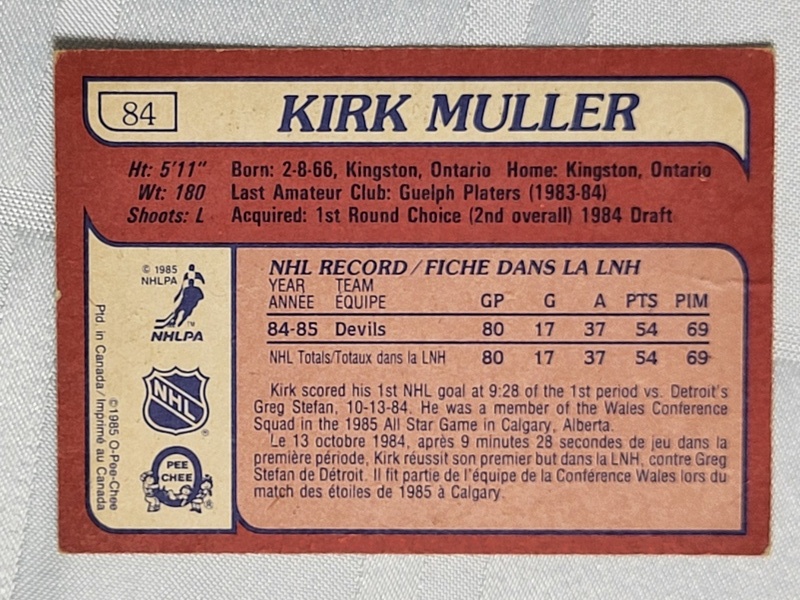 84
KIRK MULLER
Ht: 5'11" Born: 2-8-66, Kingston, Ontario Home: Kingston, Ontario
Wt: 180 Last Amateur Club: Guelph Platers (1983-84)
Shoots: L Acquired: 1st Round Choice (2nd overall) 1984 Draft
© 1985
NHLPA
TM
NHLPA
NHL
®
PEE
CHEE
®
Ptd. in Canada/Imprimé au Canada
©1985 O-Pee-Chee
NHL RECORD/FICHE DANS LA LNH
YEAR TEAM
ANNÉE ÉQUIPE GP G A PTS PIM
84-85 Devils 80 17 37 54 69
NHL Totals/Totaux dans la LNH 80 17 37 54 69
Kirk scored his 1st NHL goal at 9:28 of the 1st period vs. Detroit's
Greg Stefan, 10-13-84. He was a member of the Wales Conference
Squad in the 1985 All Star Game in Calgary, Alberta.
Le 13 octobre 1984, après 9 minutes 28 secondes de jeu dans la
première période, Kirk réussit son premier but dans la LNH, contre Greg
Stefan de Détroit. Il fit partie de l'équipe de la Conférence Wales lors du
match des étoiles de 1985 à Calgary.